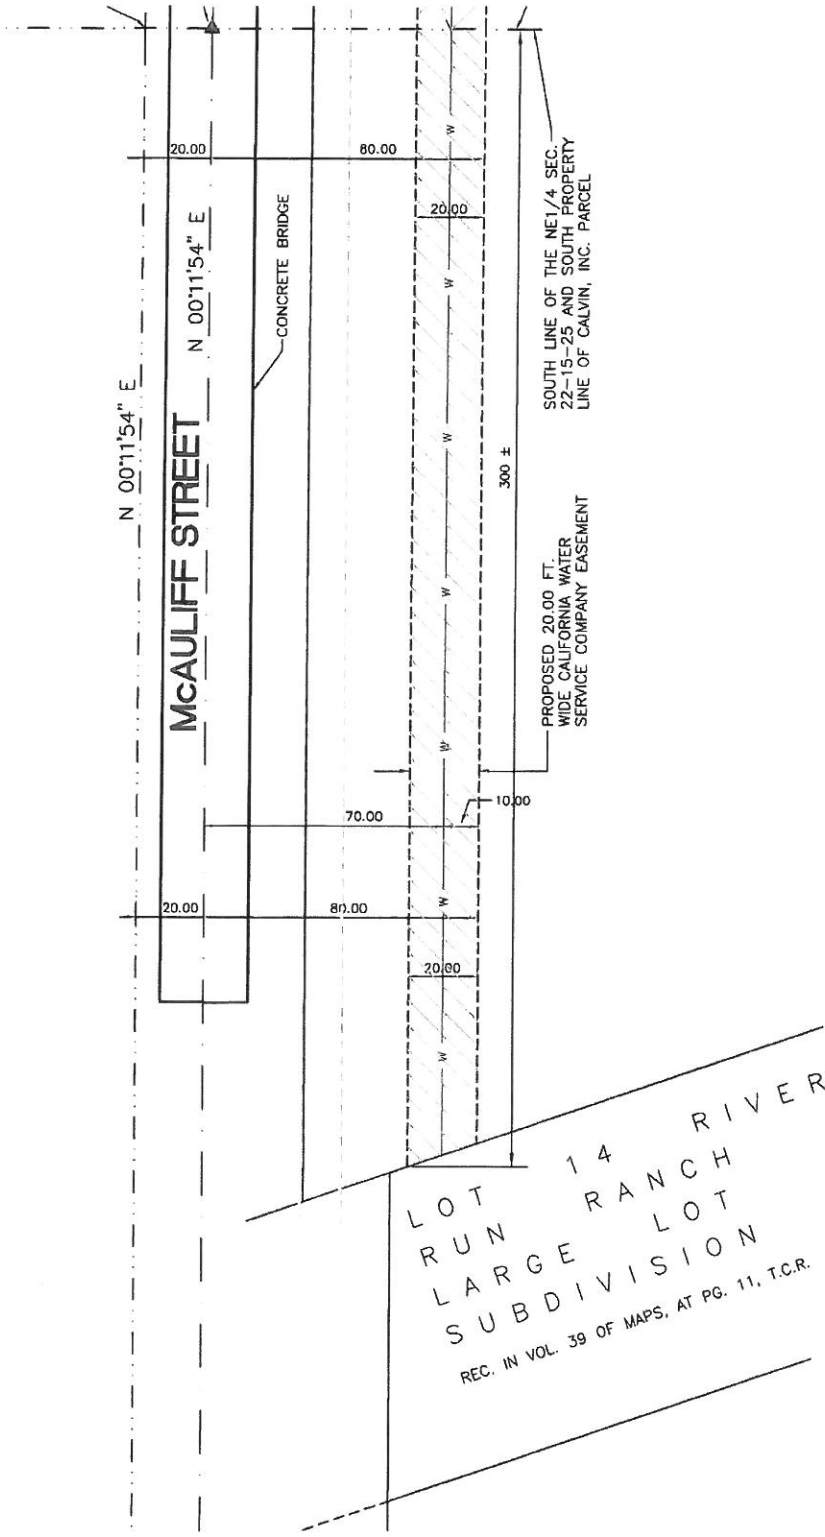 20.00
80.00
20.00
N 00°11'54" E
N 00°11'54" E
CONCRETE BRIDGE
McAULIFF STREET
W
W
W
W
W
W
W
SOUTH LINE OF THE NE1/4 SEC.
22-15-25 AND SOUTH PROPERTY
LINE OF CALVIN, INC. PARCEL
300 ±
PROPOSED 20.00 FT.
WIDE CALIFORNIA WATER
SERVICE COMPANY EASEMENT
10.00
70.00
20.00
80.00
20.00
LOT 14 RIVER
RUN RANCH
LARGE LOT
SUBDIVISION
REC. IN VOL. 39 OF MAPS, AT PG. 11, T.C.R.